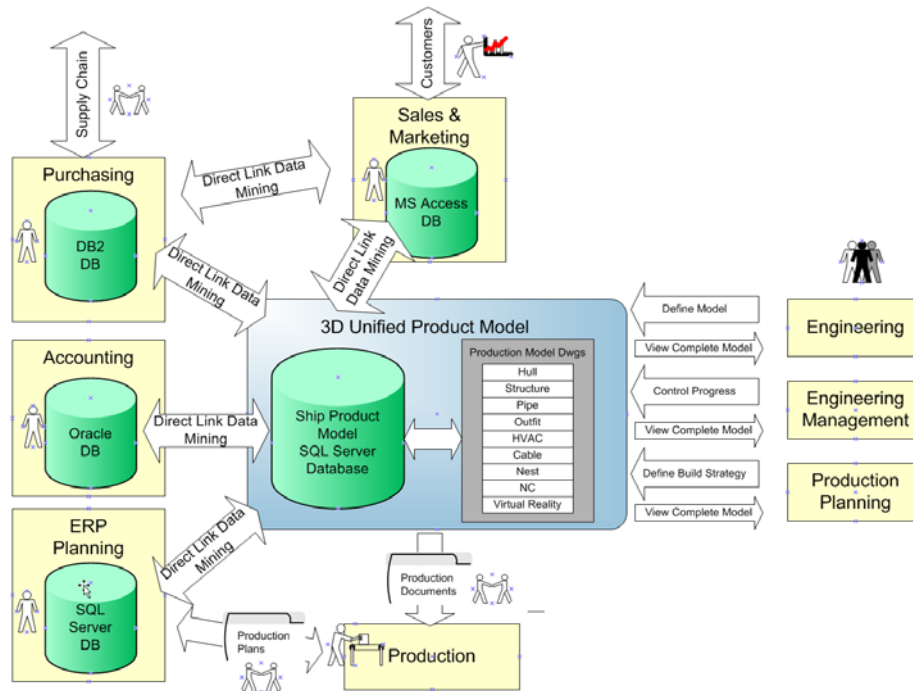 Supply Chain
Customers
Purchasing
DB2
DB
Direct Link Data
Mining
Sales &
Marketing
MS Access
DB
Direct Link Data
Mining
Direct Link
Data Mining
Accounting
Oracle
DB
Direct Link Data
Mining
3D Unified Product Model
Ship Product
Model
SQL Server
Database
Production Model Dwgs
Hull
Structure
Pipe
Outfit
HVAC
Cable
Nest
NC
Virtual Reality
Define Model
View Complete Model
Engineering
Control Progress
View Complete Model
Engineering
Management
Define Build Strategy
View Complete Model
Production
Planning
ERP
Planning
SQL
Server
DB
Direct Link Data
Mining
Production
Plans
Production
Documents
Production